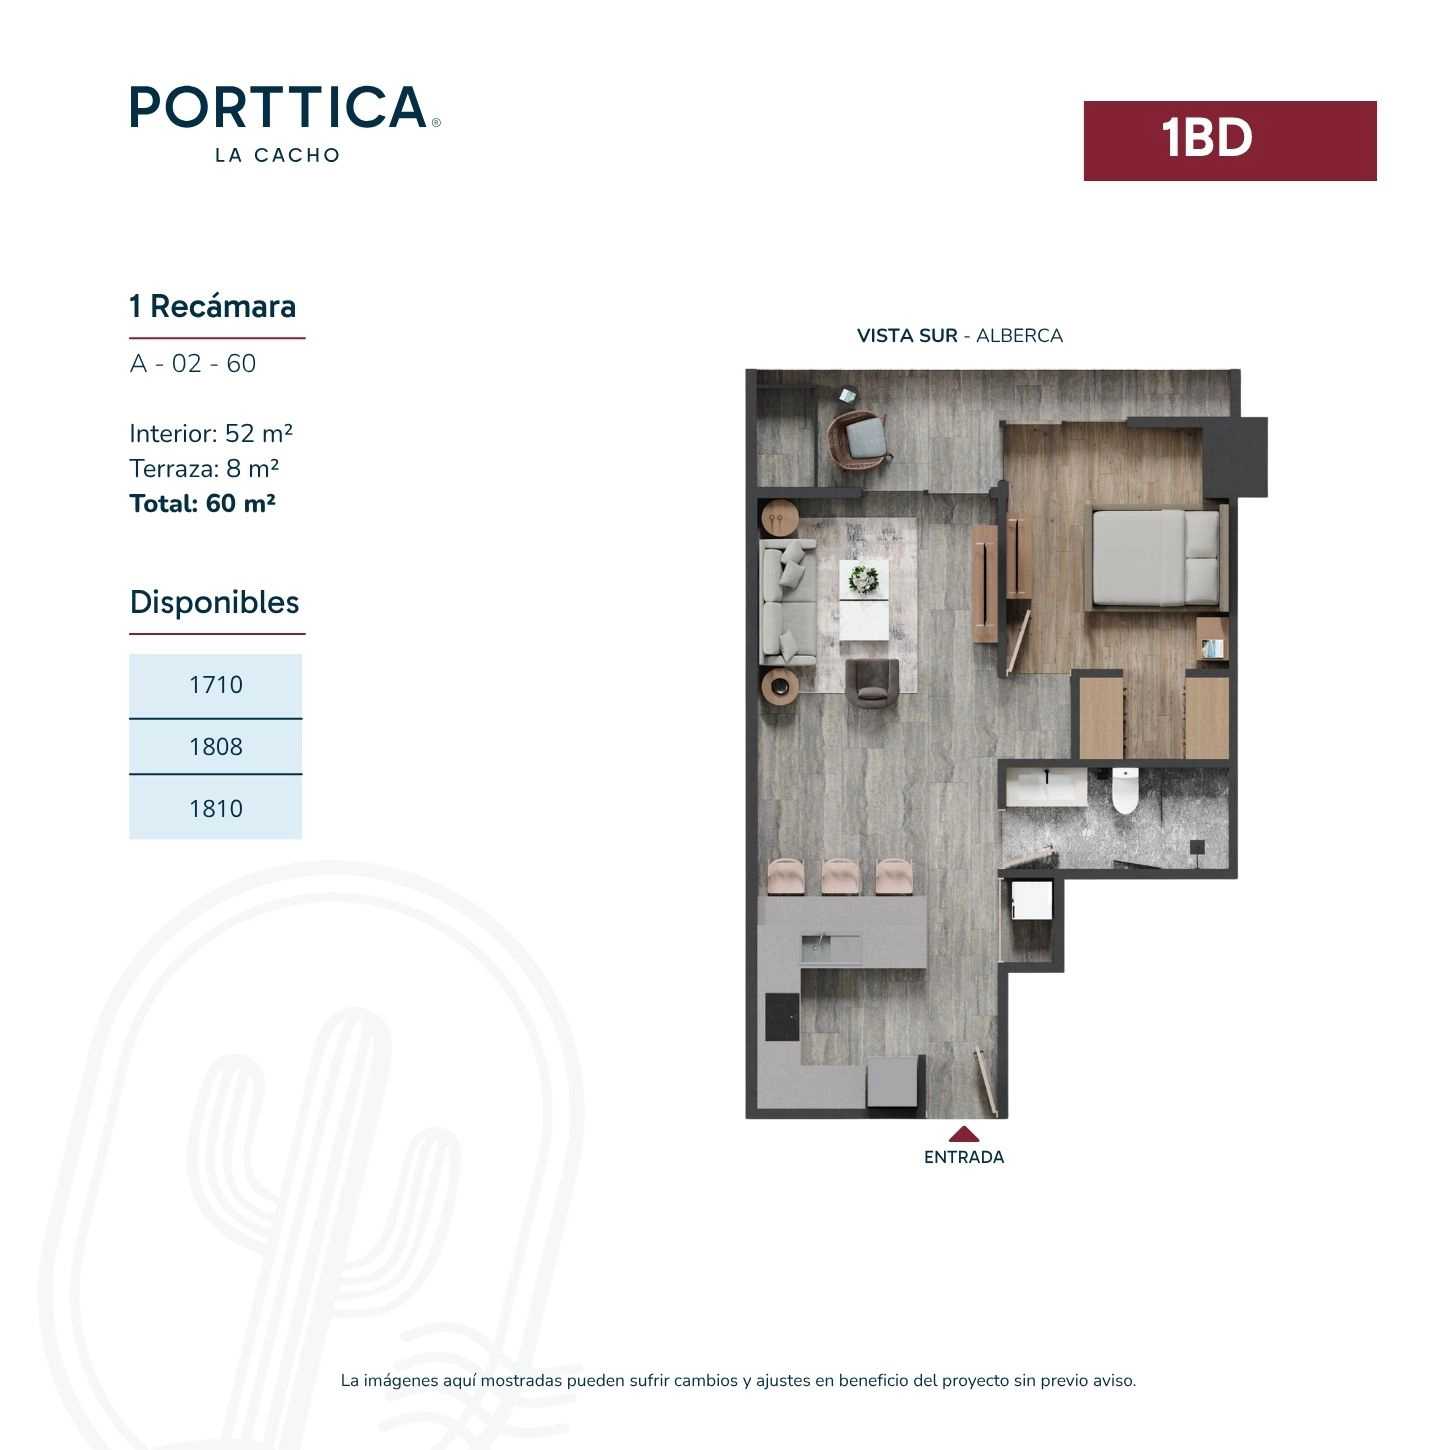 PORTTICA®
LA CACHO
1BD
1 Recámara
A - 02 - 60
Interior: 52 m²
Terraza: 8 m²
Total: 60 m²
Disponibles
1710
1808
1810
VISTA SUR - ALBERCA
ENTRADA
La imágenes aquí mostradas pueden sufrir cambios y ajustes en beneficio del proyecto sin previo aviso.